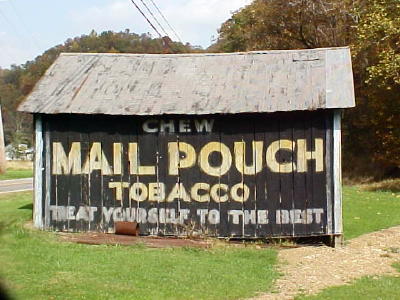 CHEW
MAIL POUCH
TOBACCO
TREAT YOURSELF TO THE BEST